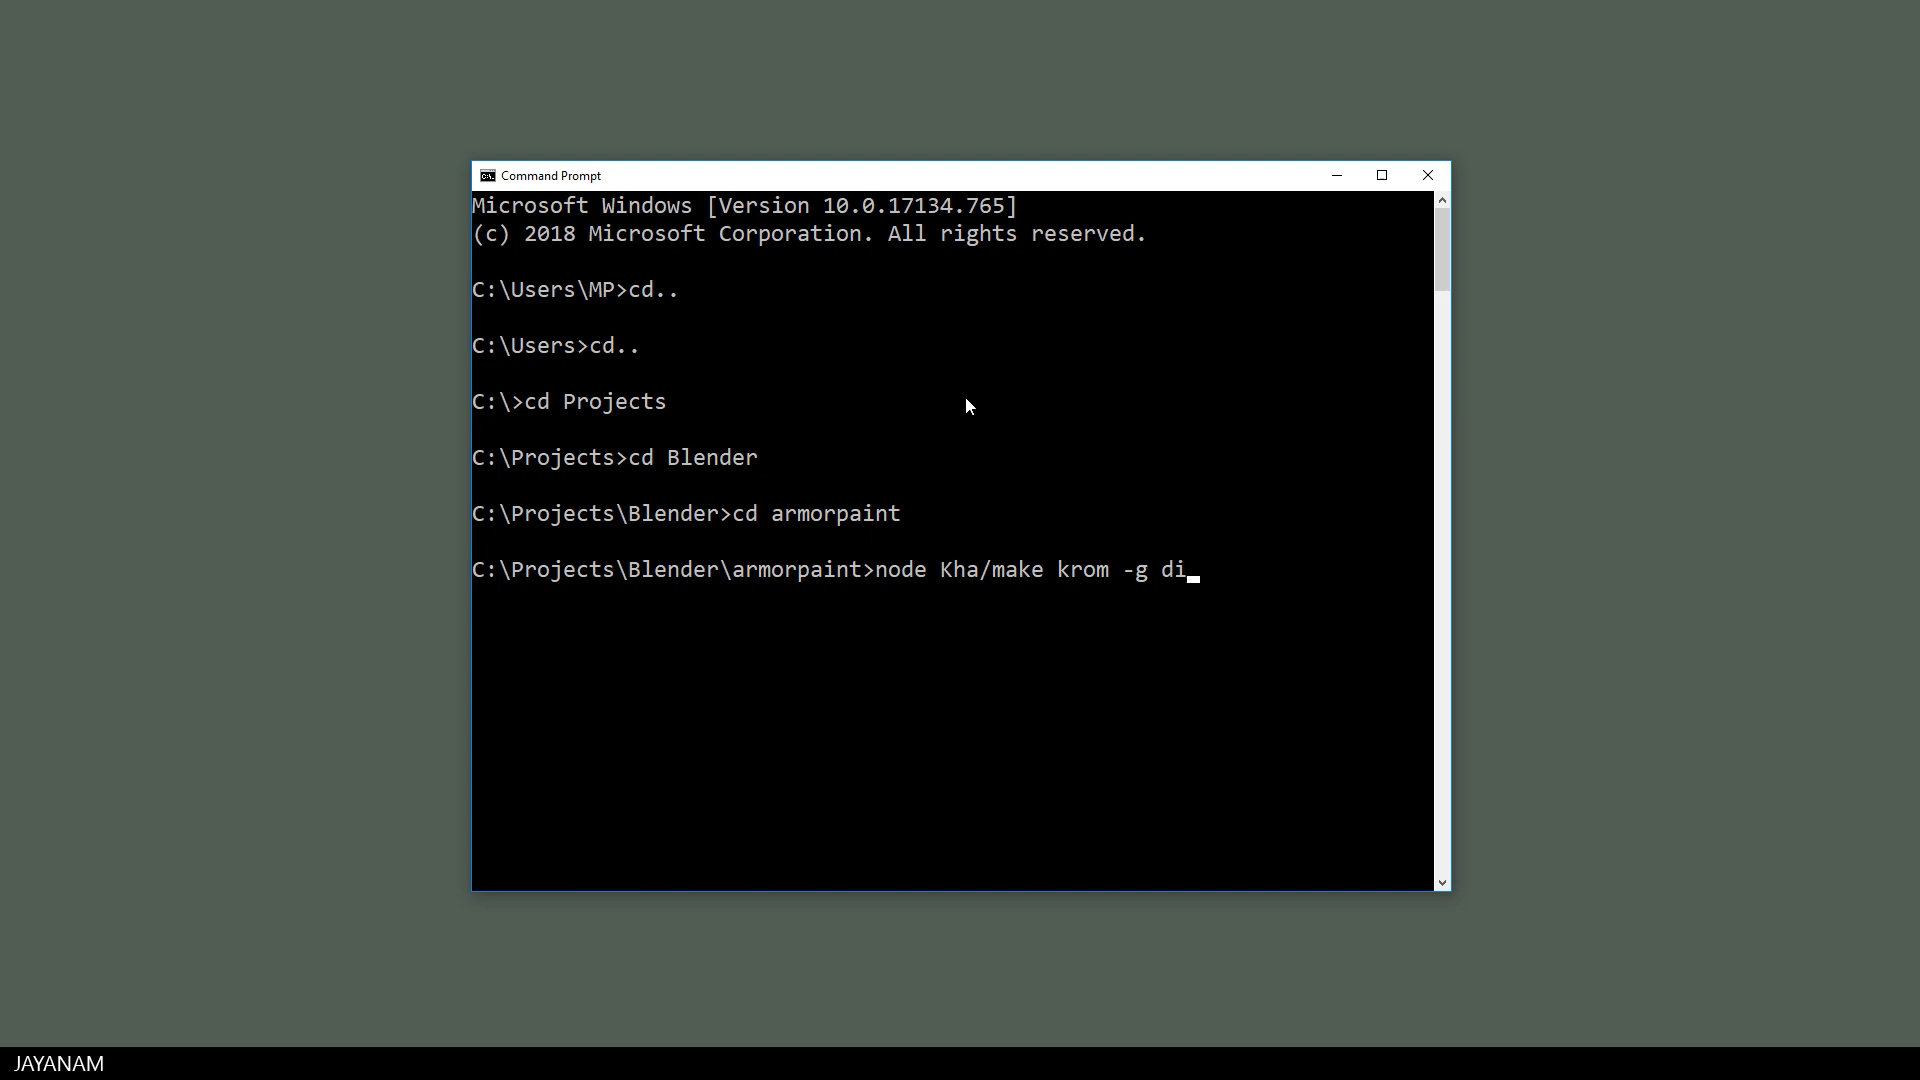 Command Prompt
Microsoft Windows [Version 10.0.17134.765]
(c) 2018 Microsoft Corporation. All rights reserved.
C:\Users\MP>cd..
C:\Users>cd..
C:\>cd Projects
C:\Projects>cd Blender
C:\Projects\Blender>cd armorpaint
C:\Projects\Blender\armorpaint>node Kha/make krom -g di
JAYANAM